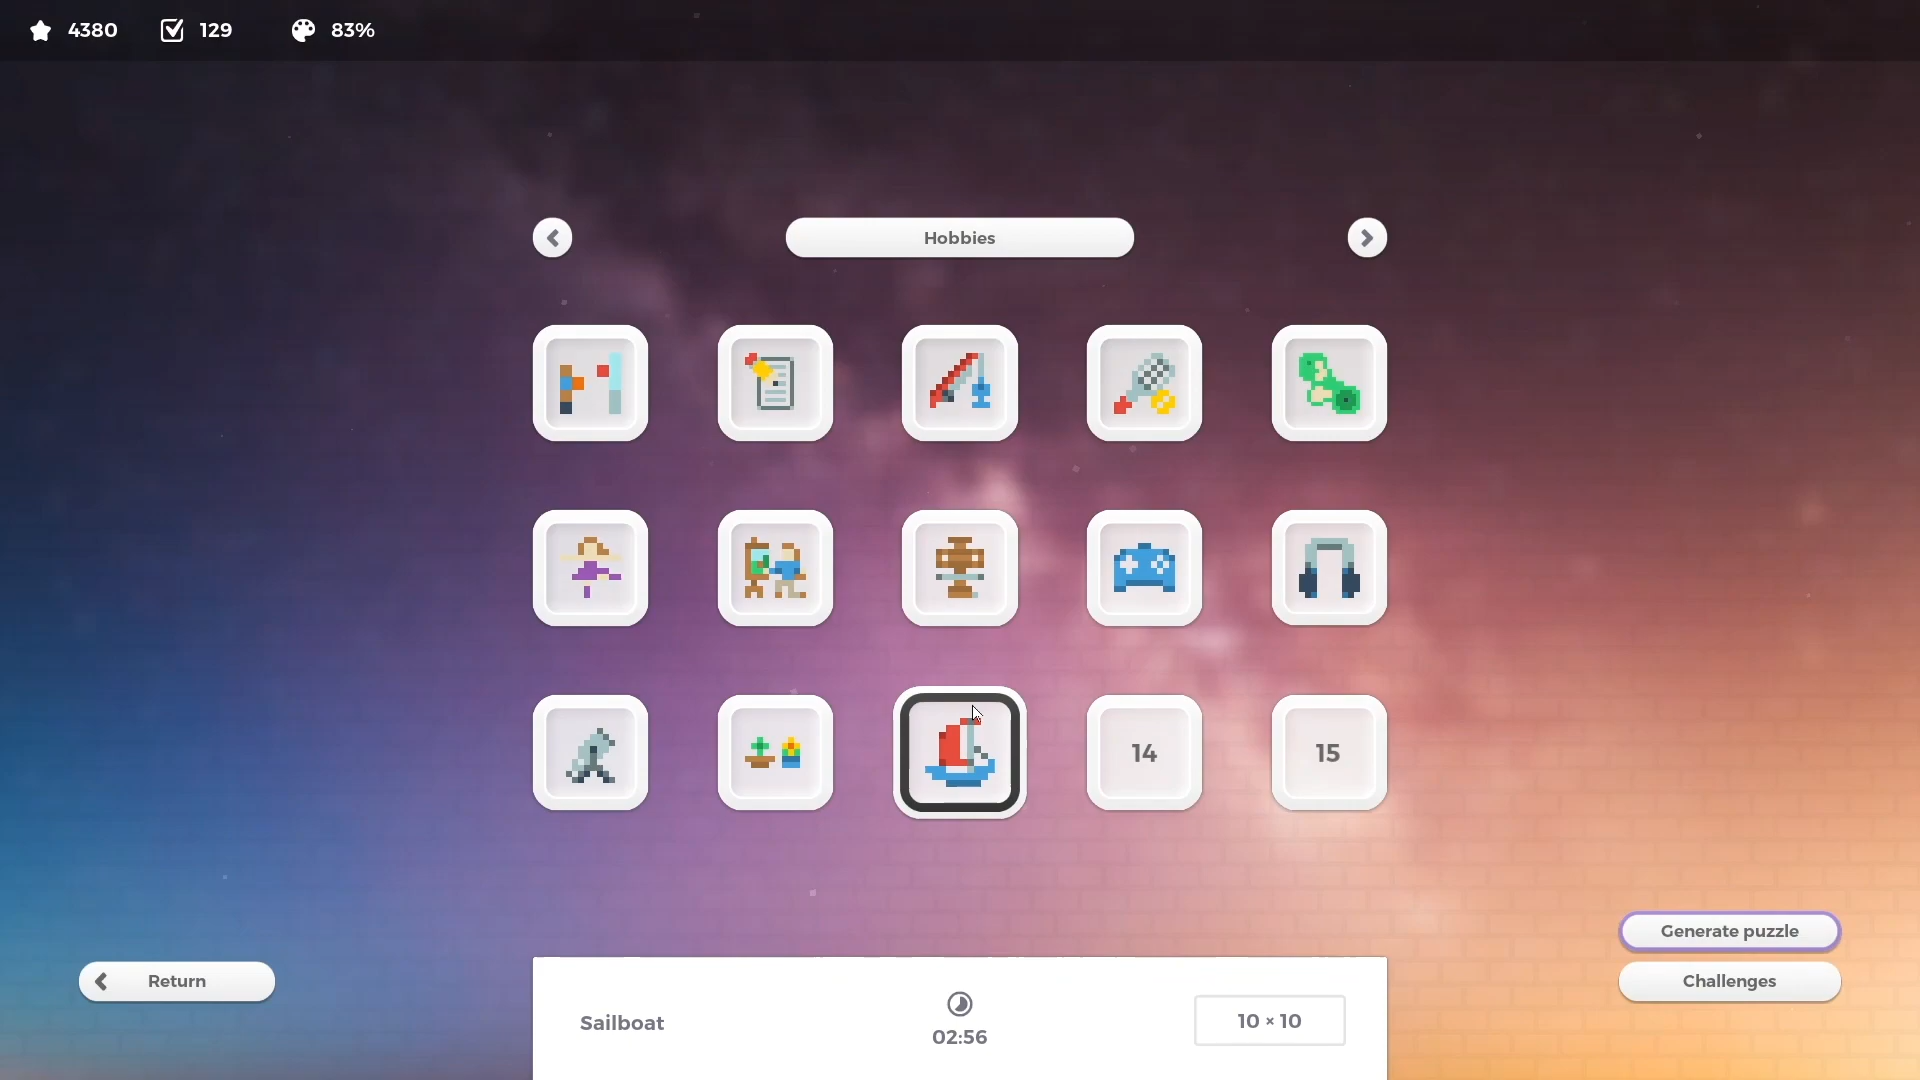 4380
129
83%
Hobbies
14
15
Generate puzzle
Return
Challenges
Sailboat
02:56
10 × 10